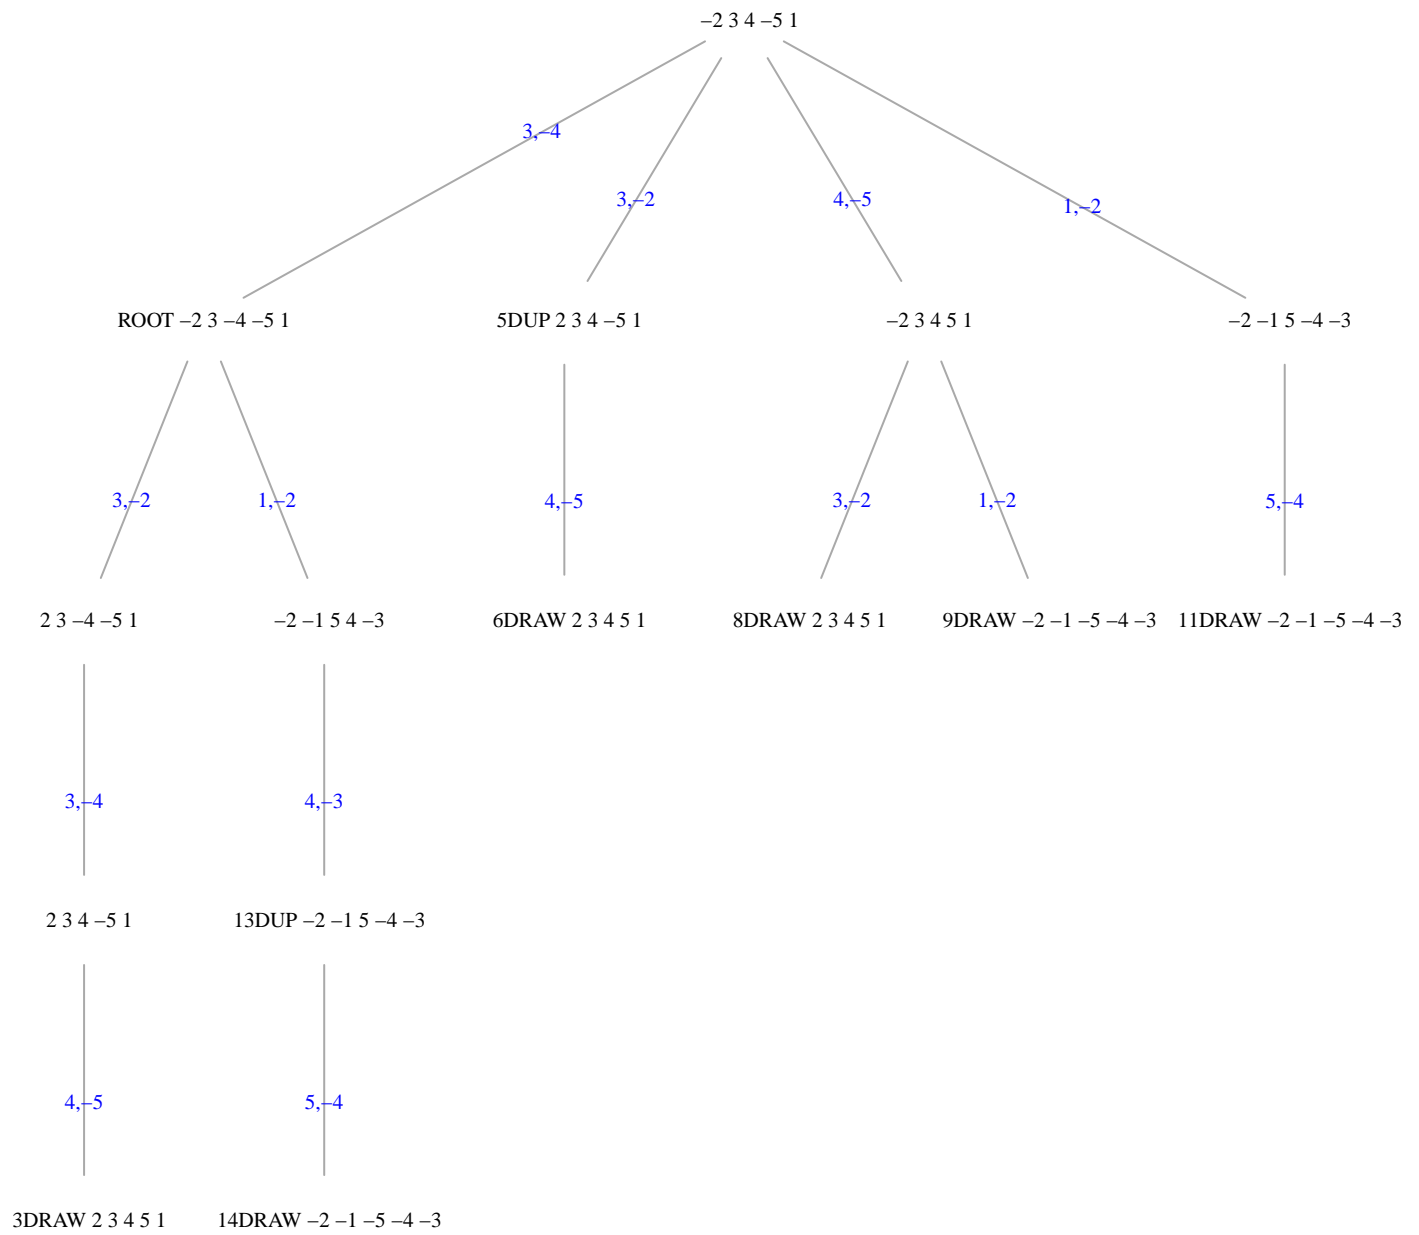 –2 3 4 –5 1
3,–4
3,–2
4,–5
1,–2
ROOT –2 3 –4 –5 1
5DUP 2 3 4 –5 1
–2 3 4 5 1
–2 –1 5 –4 –3
3,–2
1,–2
4,–5
3,–2
1,–2
5,–4
2 3 –4 –5 1
–2 –1 5 4 –3
6DRAW 2 3 4 5 1
8DRAW 2 3 4 5 1
9DRAW –2 –1 –5 –4 –3
11DRAW –2 –1 –5 –4 –3
3,–4
4,–3
2 3 4 –5 1
13DUP –2 –1 5 –4 –3
4,–5
5,–4
3DRAW 2 3 4 5 1
14DRAW –2 –1 –5 –4 –3